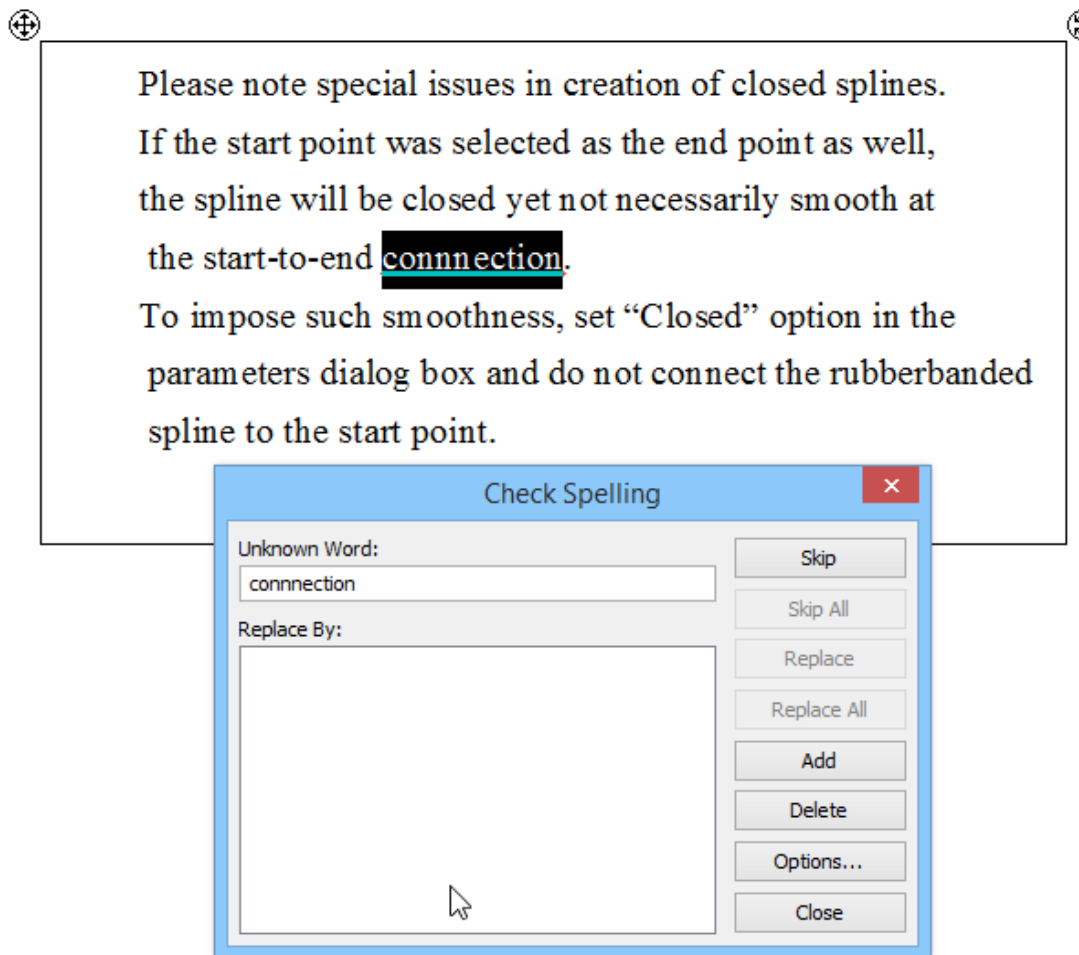 Please note special issues in creation of closed splines.
If the start point was selected as the end point as well,
the spline will be closed yet not necessarily smooth at
the start-to-end connnection.
To impose such smoothness, set “Closed” option in the
parameters dialog box and do not connect the rubberbanded
spline to the start point.
Check Spelling
Unknown Word:
connnection
Replace By:
Skip
Skip All
Replace
Replace All
Add
Delete
Options...
Close